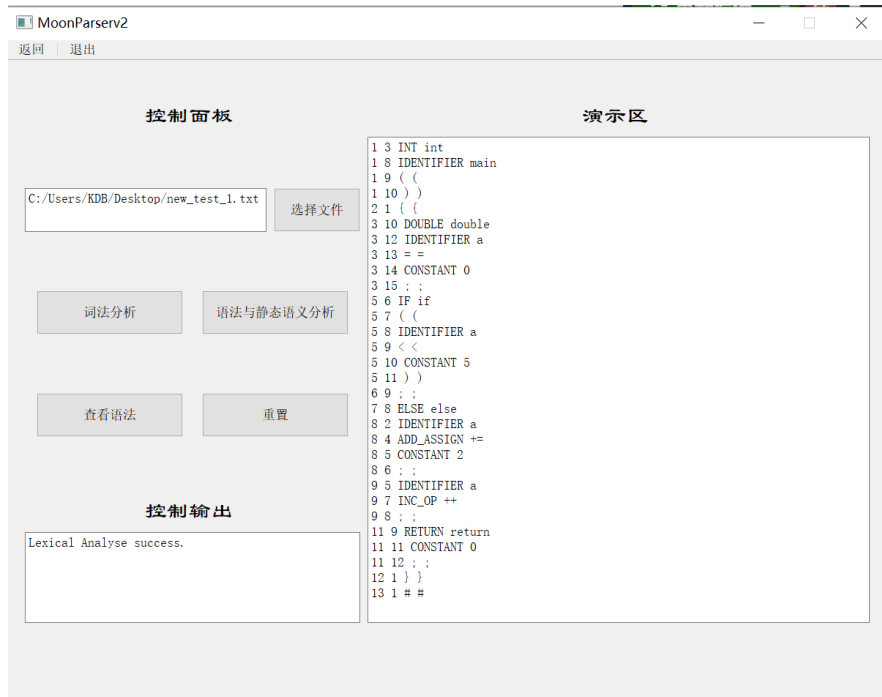 MoonParserv2
返回 退出
控制面板
C:/Users/KDB/Desktop/new_test_1.txt
选择文件
词法分析
语法与静态语义分析
查看语法
重置
控制输出
Lexical Analyse success.
演示区
1 3 INT int
1 8 IDENTIFIER main
1 9 ( (
1 10 ) )
2 1 { {
3 10 DOUBLE double
3 12 IDENTIFIER a
3 13 = =
3 14 CONSTANT 0
3 15 ; ;
5 6 IF if
5 7 ( (
5 8 IDENTIFIER a
5 9 < <
5 10 CONSTANT 5
5 11 ) )
6 9 ; ;
7 8 ELSE else
8 2 IDENTIFIER a
8 4 ADD_ASSIGN +=
8 5 CONSTANT 2
8 6 ; ;
9 5 IDENTIFIER a
9 7 INC_OP ++
9 8 ; ;
11 9 RETURN return
11 11 CONSTANT 0
11 12 ; ;
12 1 } }
13 1 # #